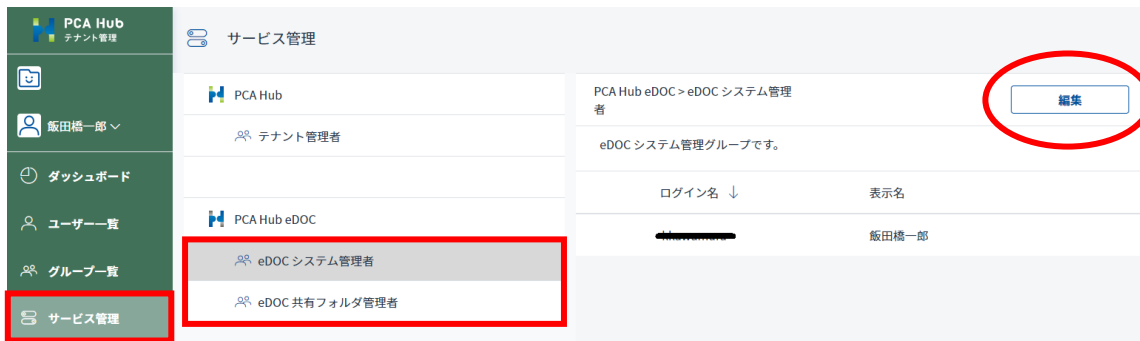 PCA Hub
テナント管理
飯田橋一郎
ダッシュボード
ユーザー一覧
グループ一覧
サービス管理
サービス管理
PCA Hub
テナント管理者
PCA Hub eDOC
eDOC システム管理者
eDOC 共有フォルダ管理者
PCA Hub eDOC > eDOC システム管理
者
編集
eDOC システム管理グループです。
ログイン名 ↓ 表示名
飯田橋一郎